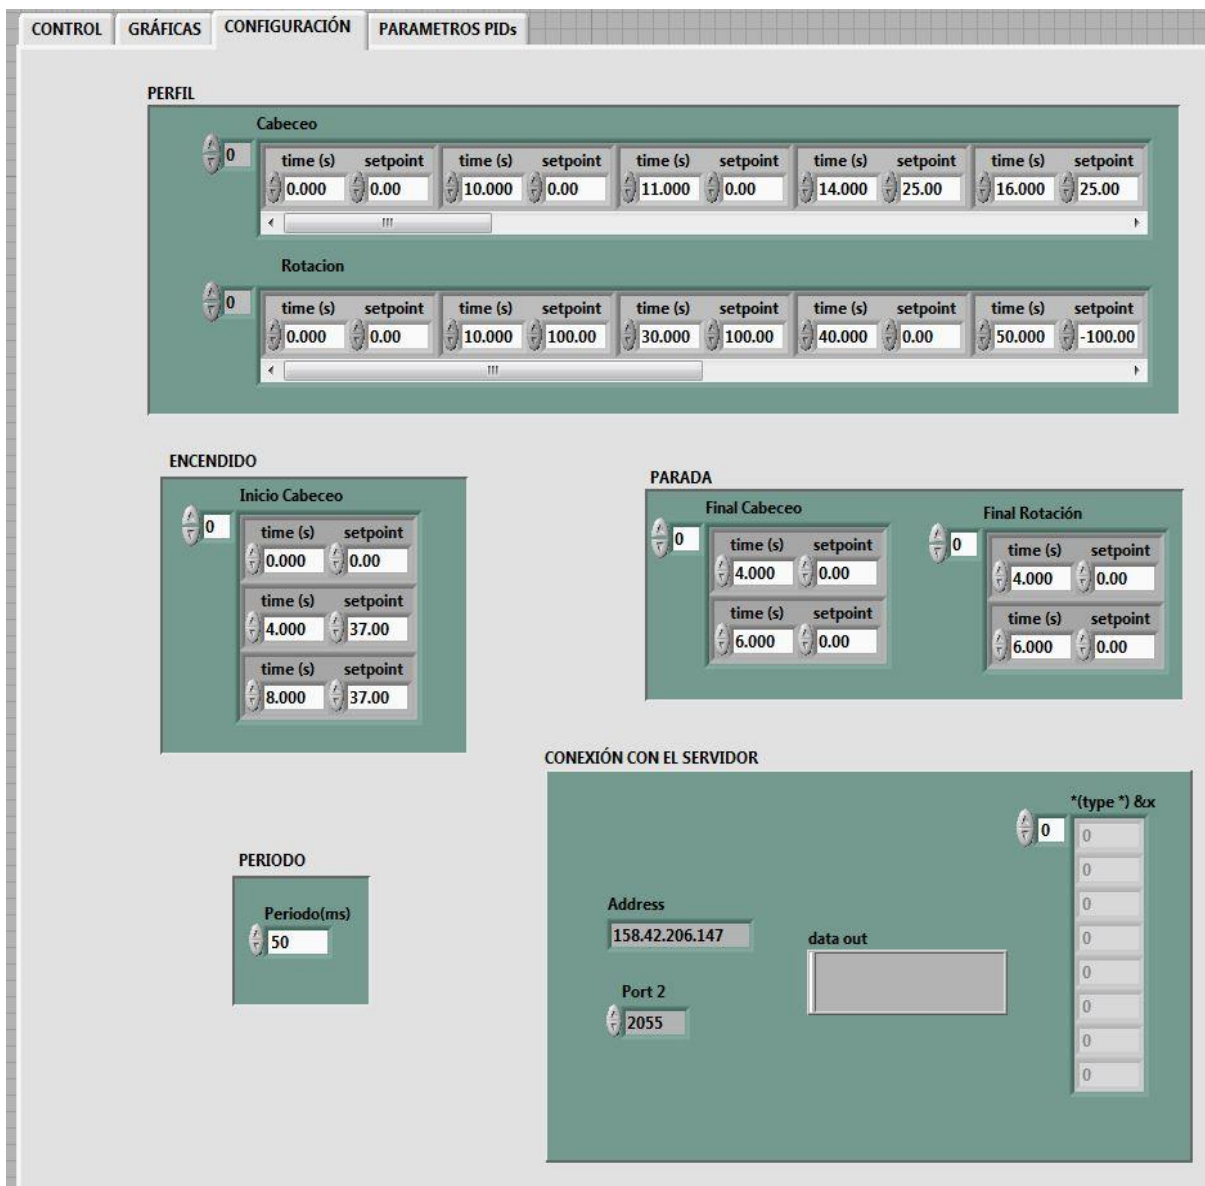 CONTROL GRÁFICAS CONFIGURACIÓN PARAMETROS PIDs
PERFIL
Cabeceo
0
time (s) setpoint time (s) setpoint time (s) setpoint time (s) setpoint time (s) setpoint
0.000 0.00 10.000 0.00 11.000 0.00 14.000 25.00 16.000 25.00
Rotacion
0
time (s) setpoint time (s) setpoint time (s) setpoint time (s) setpoint time (s) setpoint
0.000 0.00 10.000 100.00 30.000 100.00 40.000 0.00 50.000 -100.00
ENCENDIDO
Inicio Cabeceo
0
time (s) setpoint
0.000 0.00
time (s) setpoint
4.000 37.00
time (s) setpoint
8.000 37.00
PARADA
Final Cabeceo
0
time (s) setpoint
4.000 0.00
time (s) setpoint
6.000 0.00
Final Rotación
0
time (s) setpoint
4.000 0.00
time (s) setpoint
6.000 0.00
PERIODO
Periodo(ms)
50
CONEXIÓN CON EL SERVIDOR
Address
158.42.206.147
Port 2
2055
data out
*(type *) &x
0
0
0
0
0
0
0
0
0